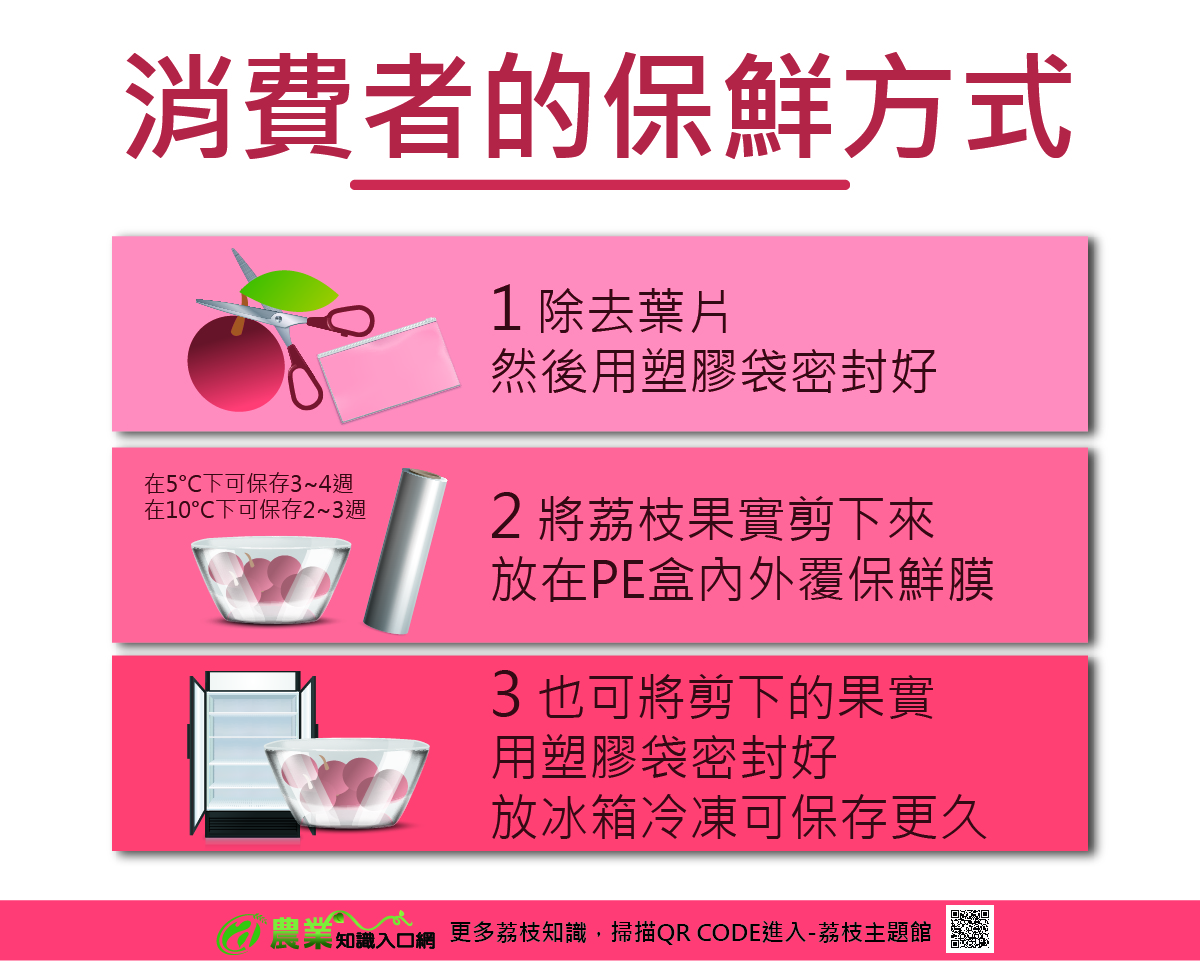 消費者的保鮮方式
1 除去葉片
然後用塑膠袋密封好
在5°C下可保存3~4週
在10°C下可保存2~3週
2 將荔枝果實剪下來
放在PE盒內外覆保鮮膜
3 也可將剪下的果實
用塑膠袋密封好
放冰箱冷凍可保存更久
農業知識入口網 更多荔枝知識，掃描QR CODE進入-荔枝主題館